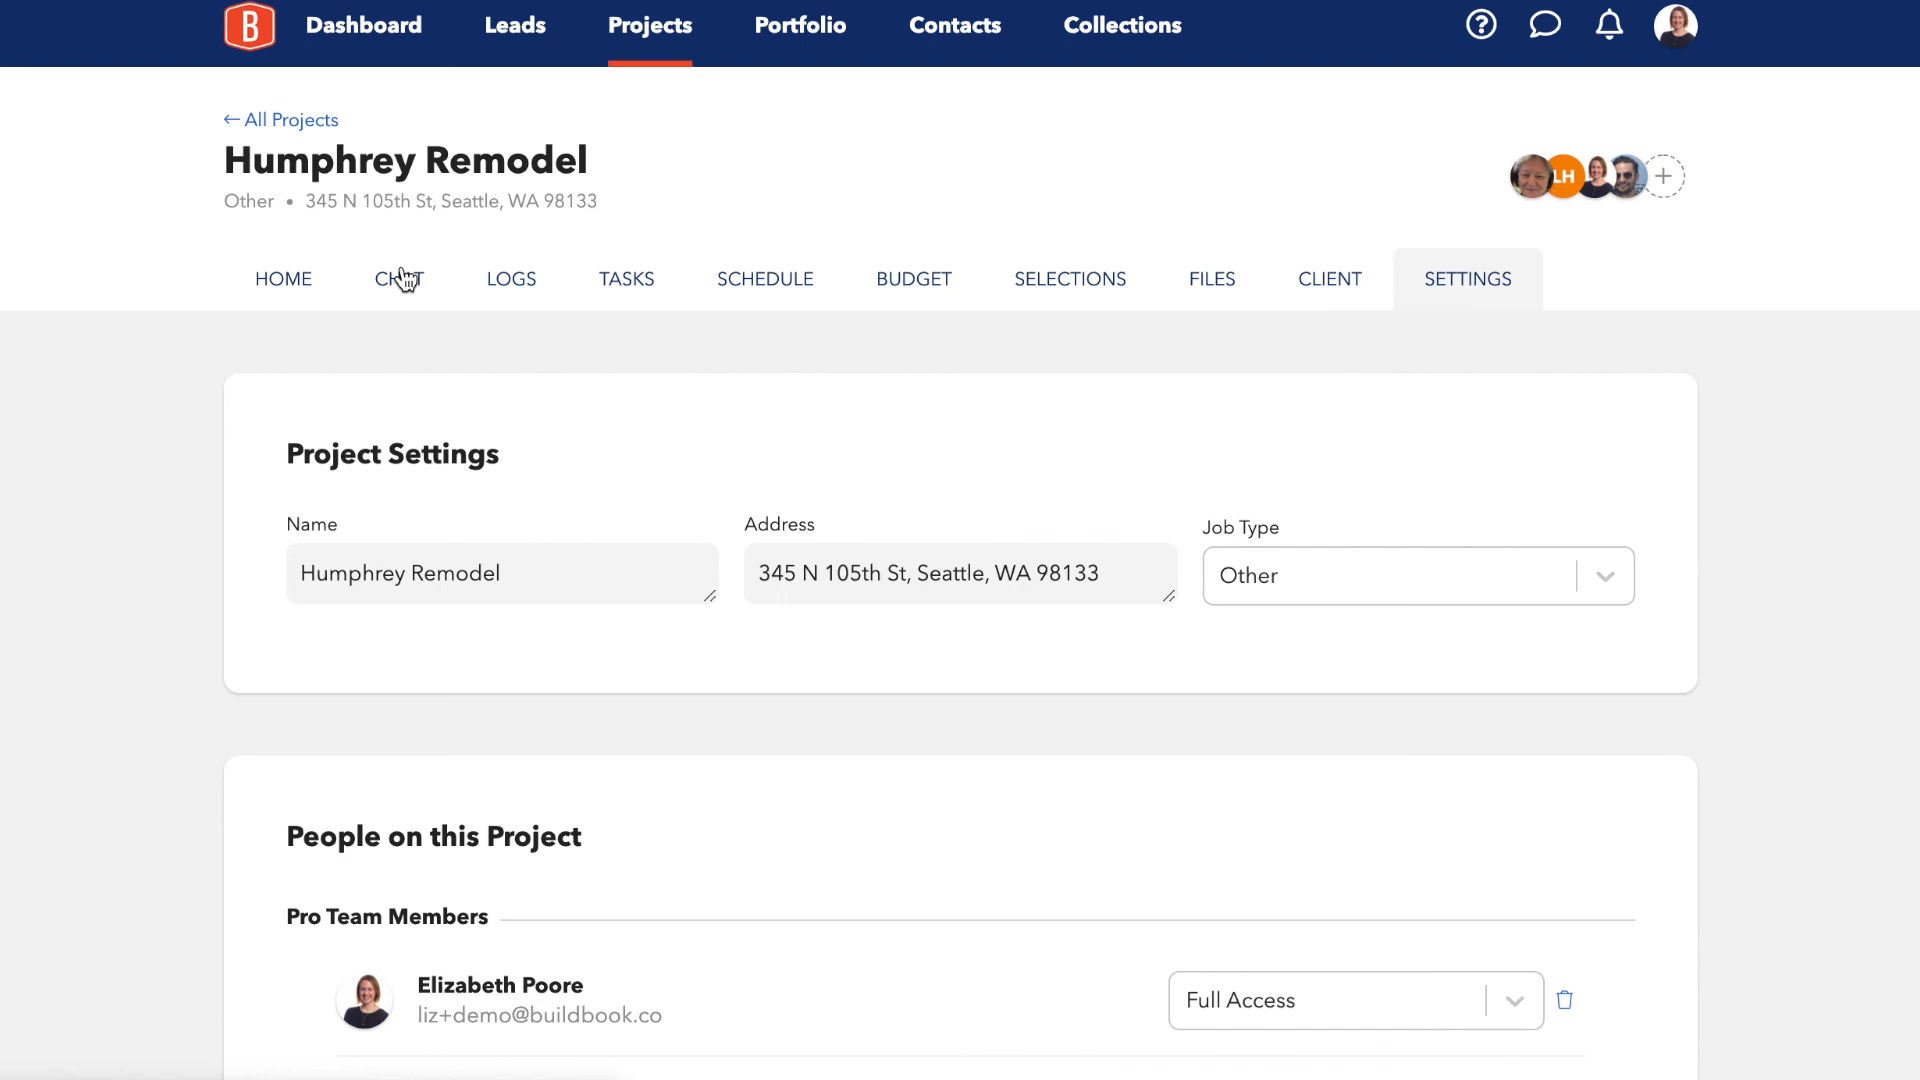 B Dashboard Leads Projects Portfolio Contacts Collections
← All Projects
Humphrey Remodel
Other • 345 N 105th St, Seattle, WA 98133
LH
HOME LOGS TASKS SCHEDULE BUDGET SELECTIONS FILES CLIENT SETTINGS
Project Settings
Name Address Job Type
Humphrey Remodel 345 N 105th St, Seattle, WA 98133 Other
People on this Project
Pro Team Members
Elizabeth Poore
liz+demo@buildbook.co
Full Access